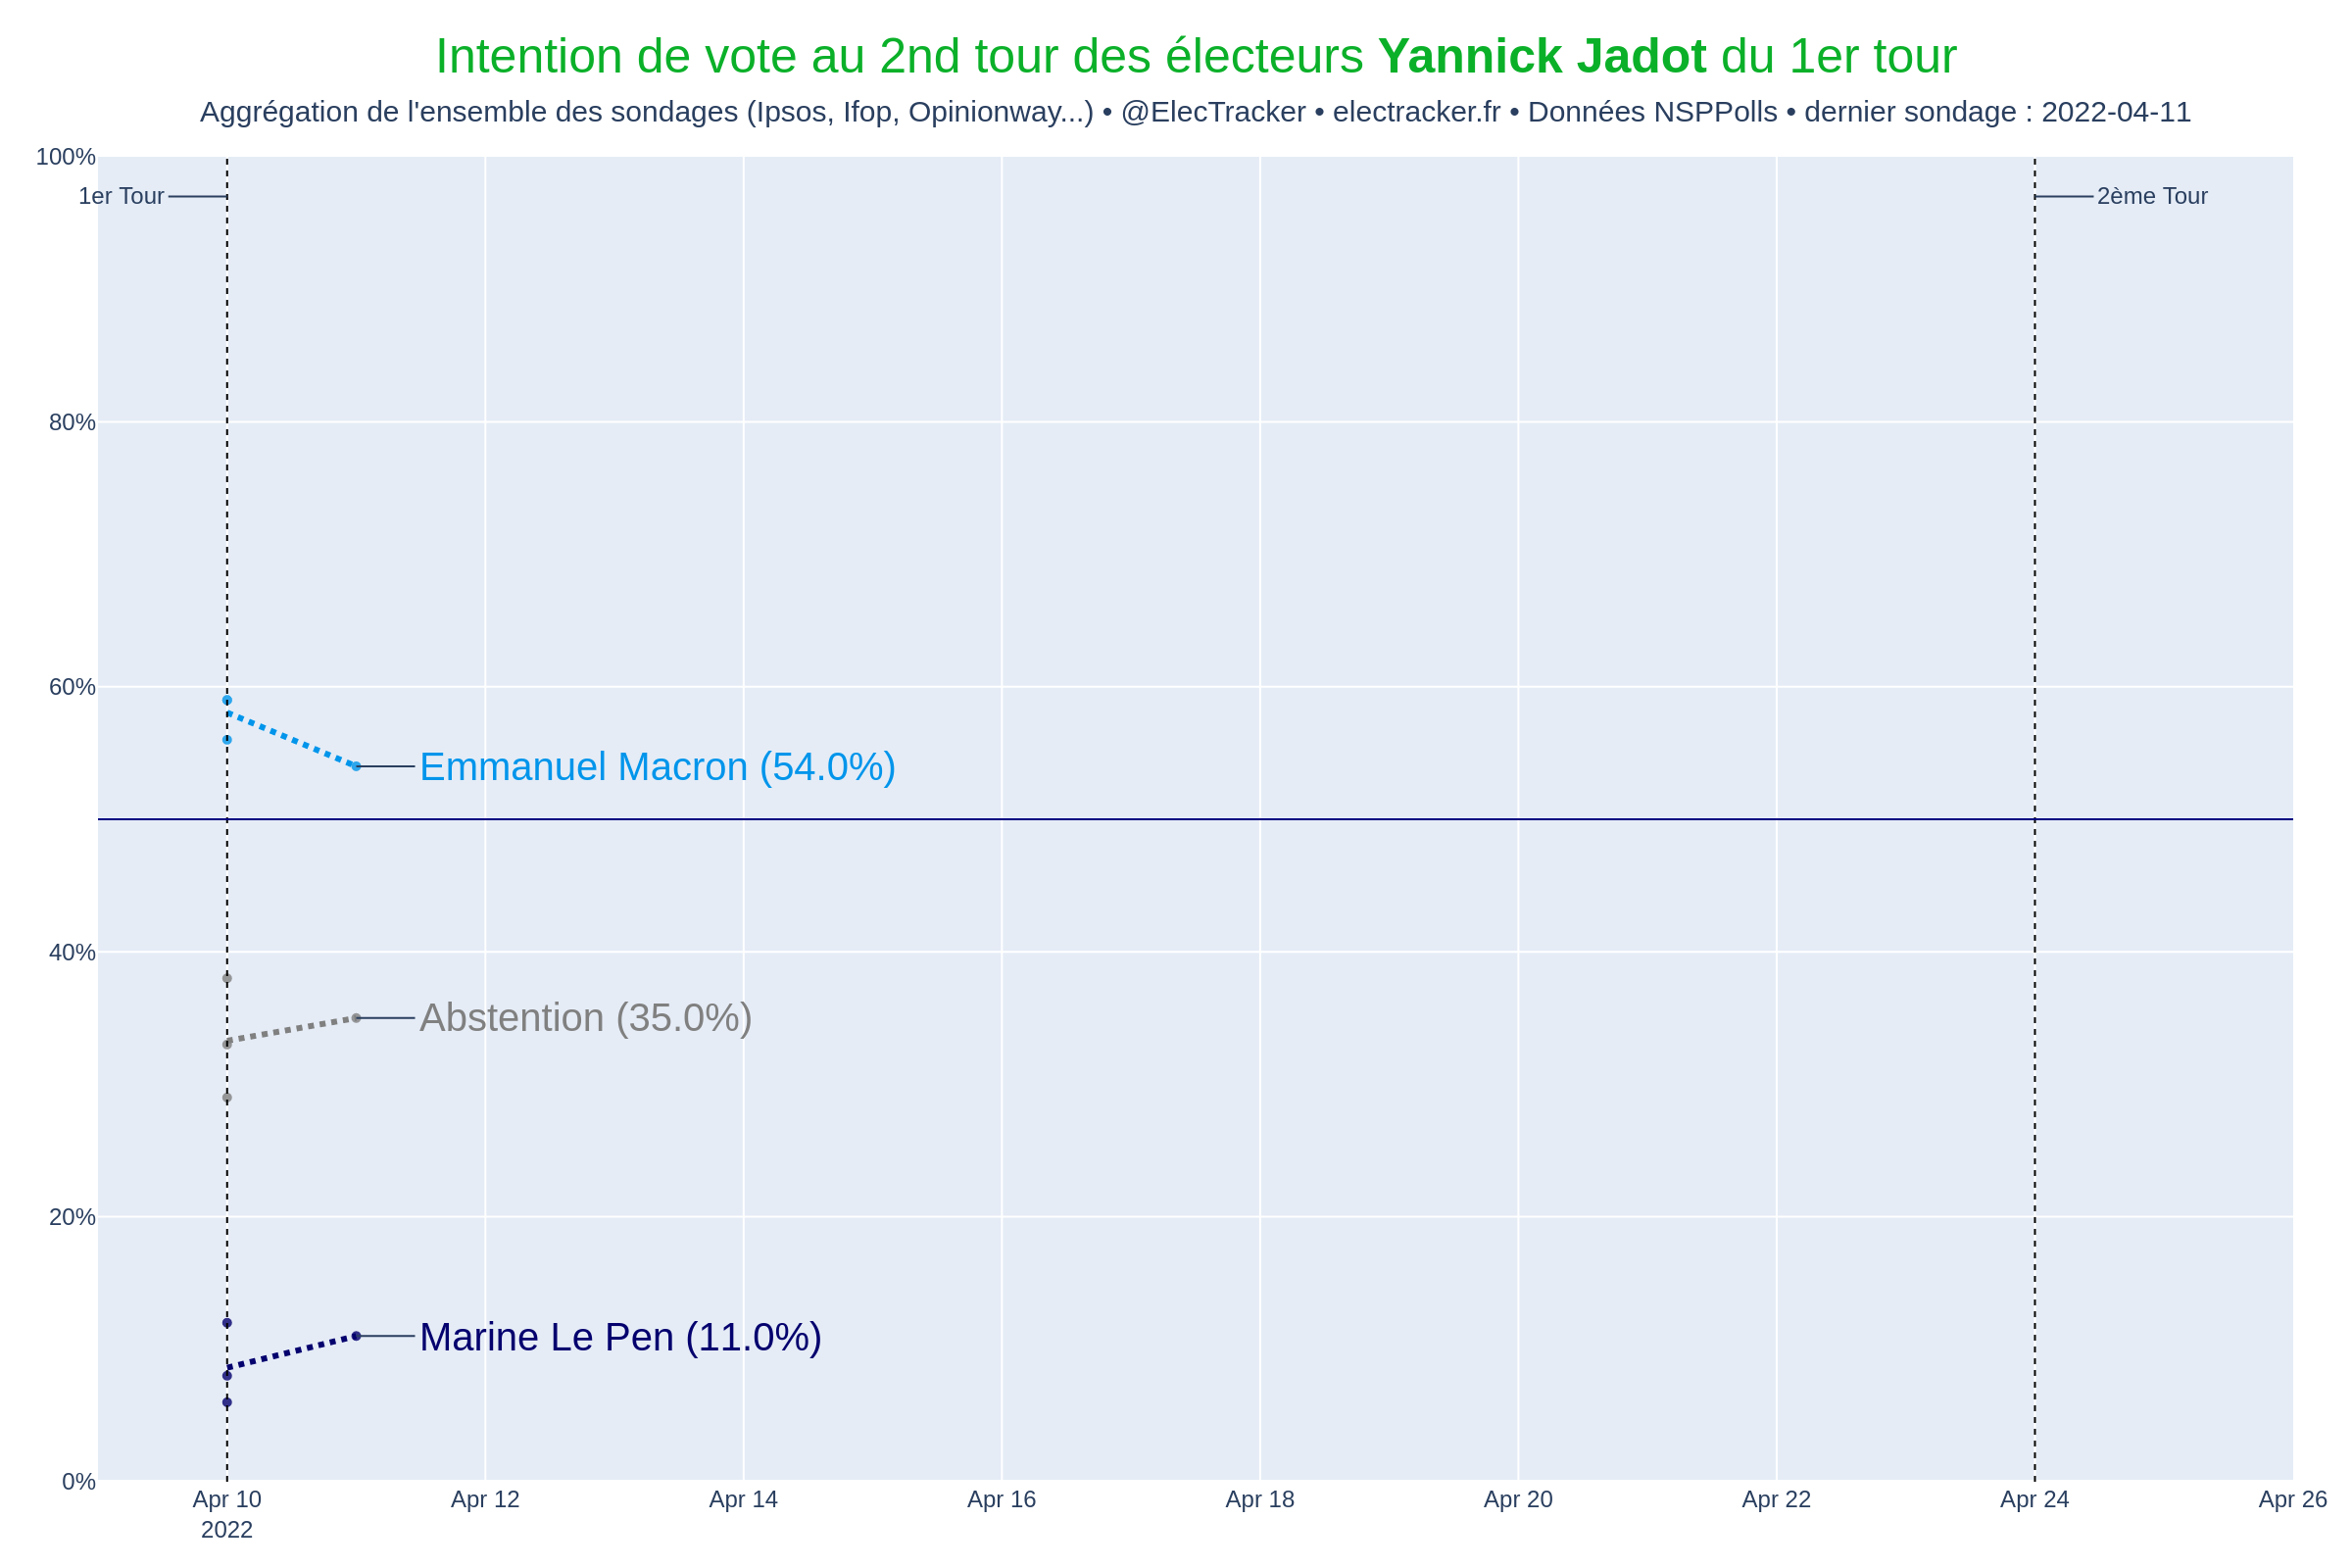 Intention de vote au 2nd tour des électeurs Yannick Jadot du 1er tour
Aggrégation de l'ensemble des sondages (Ipsos, Ifop, Opinionway...) • @ElecTracker • electracker.fr • Données NSPPolls • dernier sondage : 2022-04-11
100%
1er Tour
2ème Tour
80%
60%
Emmanuel Macron (54.0%)
40%
Abstention (35.0%)
20%
Marine Le Pen (11.0%)
0%
Apr 10 Apr 12 Apr 14 Apr 16 Apr 18 Apr 20 Apr 22 Apr 24 Apr 26
2022